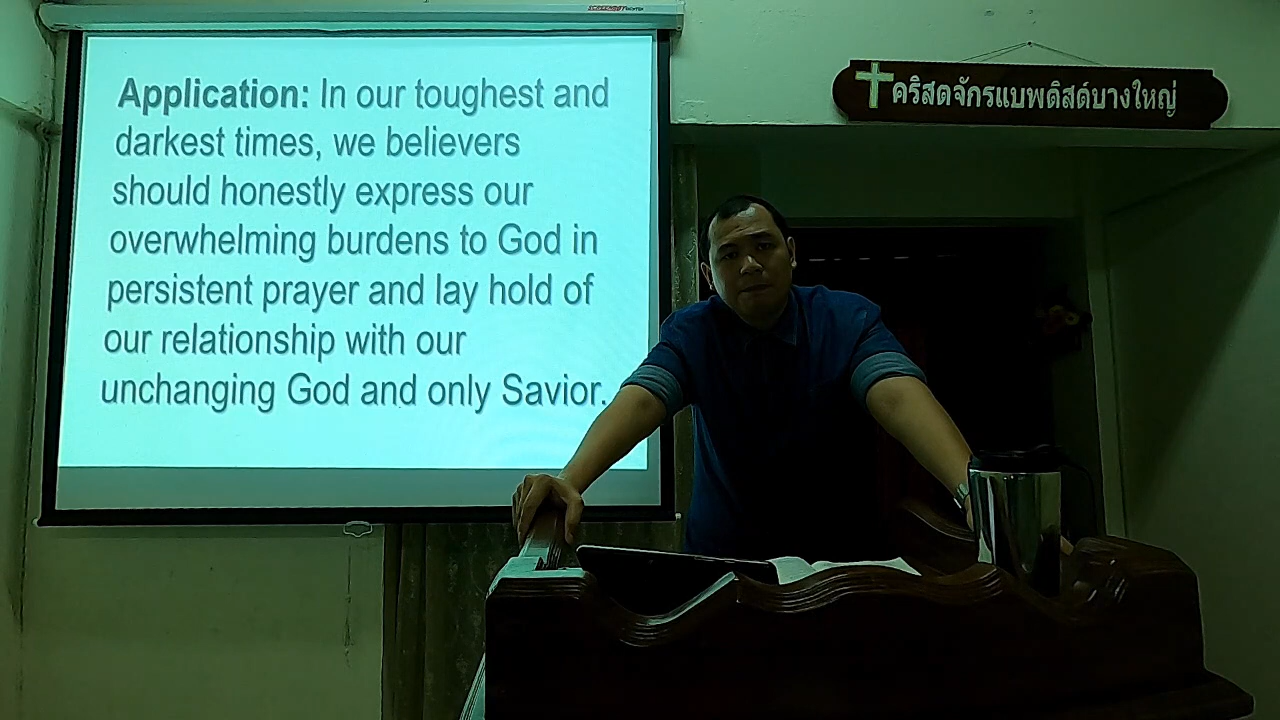 Application: In our toughest and
darkest times, we believers
should honestly express our
overwhelming burdens to God in
persistent prayer and lay hold of
our relationship with our
unchanging God and only Savior.
คริสตจักรแบพติสต์บางใหญ่